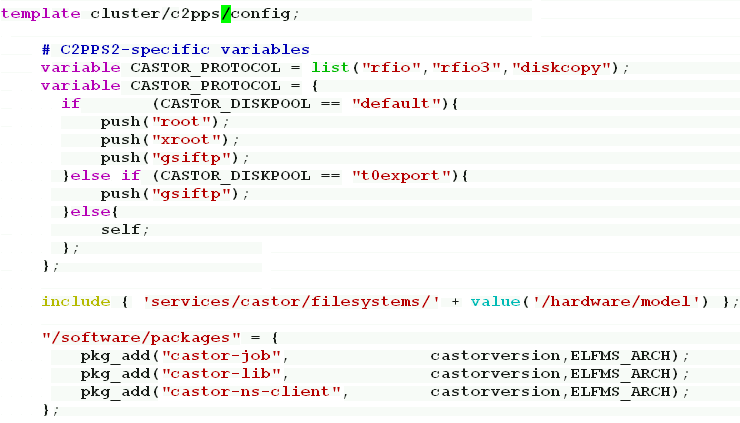 template cluster/c2pps/config;
# C2PPS2-specific variables
variable CASTOR_PROTOCOL = list("rfio","rfio3","diskcopy");
variable CASTOR_PROTOCOL = {
if (CASTOR_DISKPOOL == "default"){
push("root");
push("xroot");
push("gsiftp");
}else if (CASTOR_DISKPOOL == "t0export"){
push("gsiftp");
}else{
self;
};
};
include { 'services/castor/filesystems/' + value('/hardware/model') };
"/software/packages" = {
pkg_add("castor-job", castorversion,ELFMS_ARCH);
pkg_add("castor-lib", castorversion,ELFMS_ARCH);
pkg_add("castor-ns-client", castorversion,ELFMS_ARCH);
};